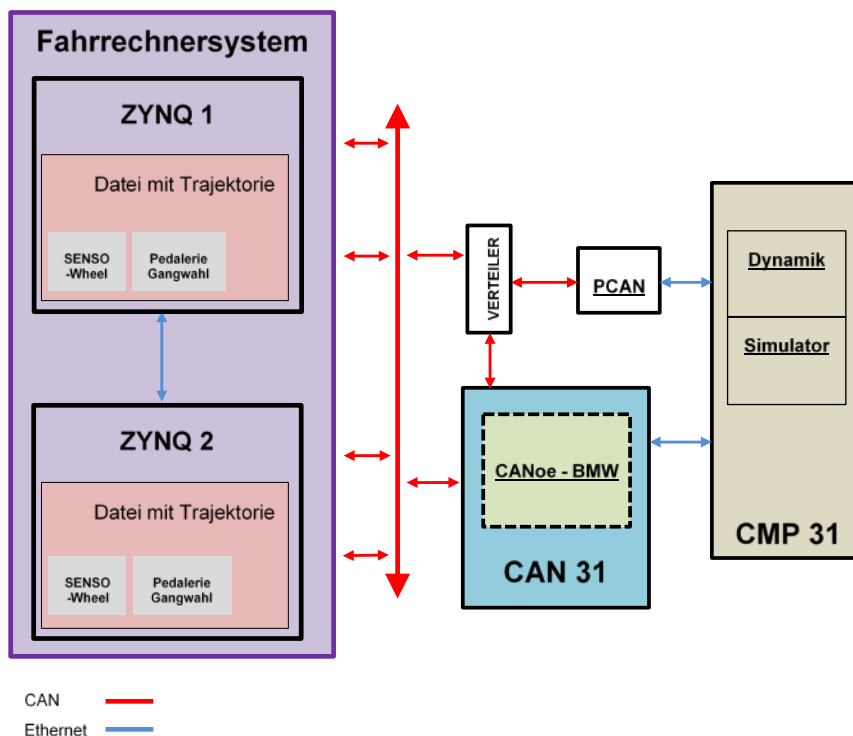 Fahrrechnersystem
ZYNQ 1
Datei mit Trajektorie
SENSO
-Wheel
Pedalerie
Gangwahl
ZYNQ 2
Datei mit Trajektorie
SENSO
-Wheel
Pedalerie
Gangwahl
VERTEILER
PCAN
CANoe - BMW
CAN 31
Dynamik
Simulator
CMP 31
CAN
Ethernet